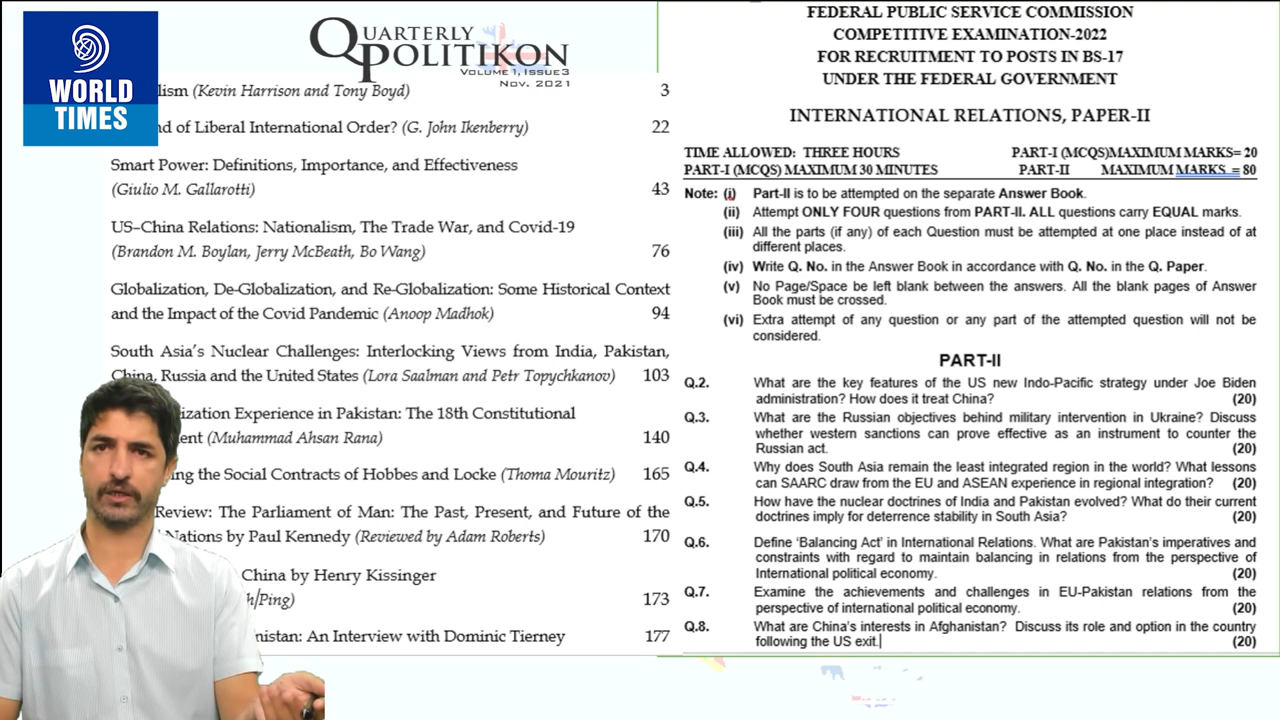 WORLD
TIMES
QUARTERLY
POLITIKON
VOLUME 1, ISSUE 3
NOV. 2021
lism (Kevin Harrison and Tony Boyd) 3
nd of Liberal International Order? (G. John Ikenberry) 22
Smart Power: Definitions, Importance, and Effectiveness
(Giulio M. Gallarotti) 43
US–China Relations: Nationalism, The Trade War, and Covid-19
(Brandon M. Boylan, Jerry McBeath, Bo Wang) 76
Globalization, De-Globalization, and Re-Globalization: Some Historical Context
and the Impact of the Covid Pandemic (Anoop Madhok) 94
South Asia's Nuclear Challenges: Interlocking Views from India, Pakistan,
China, Russia and the United States (Lora Saalman and Petr Topychkanov) 103
ization Experience in Pakistan: The 18th Constitutional
ent (Muhammad Ahsan Rana) 140
ng the Social Contracts of Hobbes and Locke (Thoma Mouritz) 165
Review: The Parliament of Man: The Past, Present, and Future of the
Nations by Paul Kennedy (Reviewed by Adam Roberts) 170
China by Henry Kissinger
h/Ping) 173
nistan: An Interview with Dominic Tierney 177
FEDERAL PUBLIC SERVICE COMMISSION
COMPETITIVE EXAMINATION-2022
FOR RECRUITMENT TO POSTS IN BS-17
UNDER THE FEDERAL GOVERNMENT
INTERNATIONAL RELATIONS, PAPER-II
TIME ALLOWED: THREE HOURS PART-I (MCQS)MAXIMUM MARKS= 20
PART-I (MCQS) MAXIMUM 30 MINUTES PART-II MAXIMUM MARKS = 80
Note: (i) Part-II is to be attempted on the separate Answer Book.
(ii) Attempt ONLY FOUR questions from PART-II. ALL questions carry EQUAL marks.
(iii) All the parts (if any) of each Question must be attempted at one place instead of at
different places.
(iv) Write Q. No. in the Answer Book in accordance with Q. No. in the Q. Paper.
(v) No Page/Space be left blank between the answers. All the blank pages of Answer
Book must be crossed.
(vi) Extra attempt of any question or any part of the attempted question will not be
considered.
PART-II
Q.2. What are the key features of the US new Indo-Pacific strategy under Joe Biden
administration? How does it treat China? (20)
Q.3. What are the Russian objectives behind military intervention in Ukraine? Discuss
whether western sanctions can prove effective as an instrument to counter the
Russian act. (20)
Q.4. Why does South Asia remain the least integrated region in the world? What lessons
can SAARC draw from the EU and ASEAN experience in regional integration? (20)
Q.5. How have the nuclear doctrines of India and Pakistan evolved? What do their current
doctrines imply for deterrence stability in South Asia? (20)
Q.6. Define 'Balancing Act' in International Relations. What are Pakistan's imperatives and
constraints with regard to maintain balancing in relations from the perspective of
International political economy. (20)
Q.7. Examine the achievements and challenges in EU-Pakistan relations from the
perspective of international political economy. (20)
Q.8. What are China's interests in Afghanistan? Discuss its role and option in the country
following the US exit. (20)